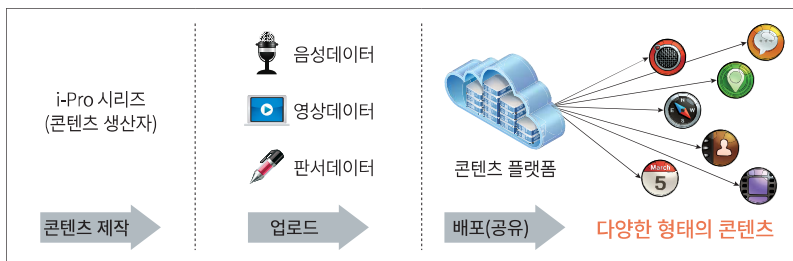 i-Pro 시리즈
(콘텐츠 생산자)
콘텐츠 제작
음성데이터
영상데이터
판서데이터
업로드
콘텐츠 플랫폼
배포(공유)
N
E
S
W
March
5
다양한 형태의 콘텐츠